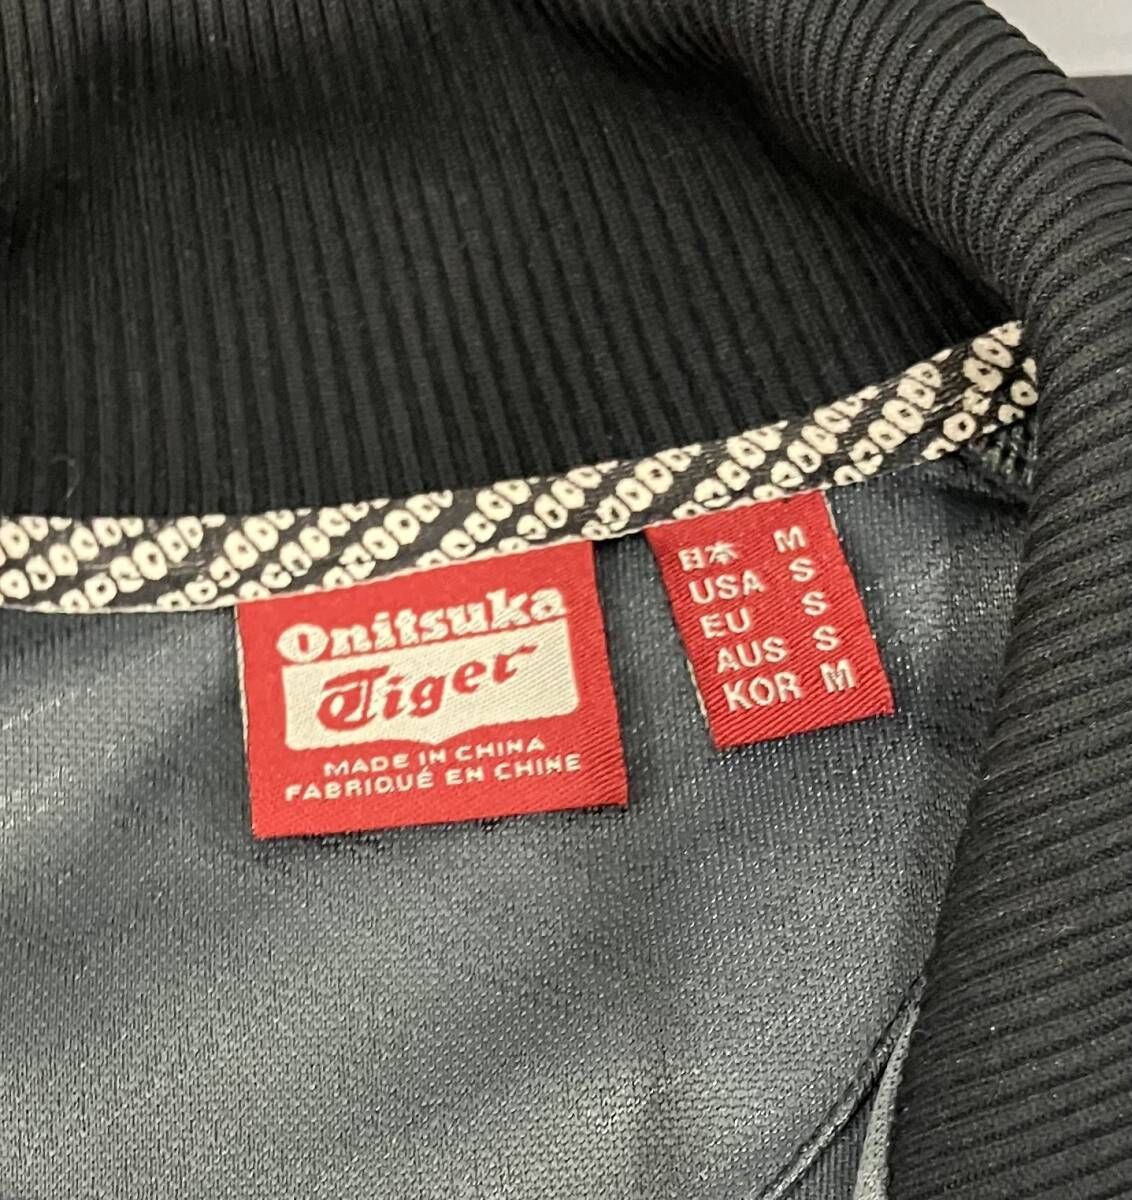 Onitsuka
Tiger
MADE IN CHINA
FABRIQUÉ EN CHINE
日本 M
USA S
EU S
AUS S
KOR M